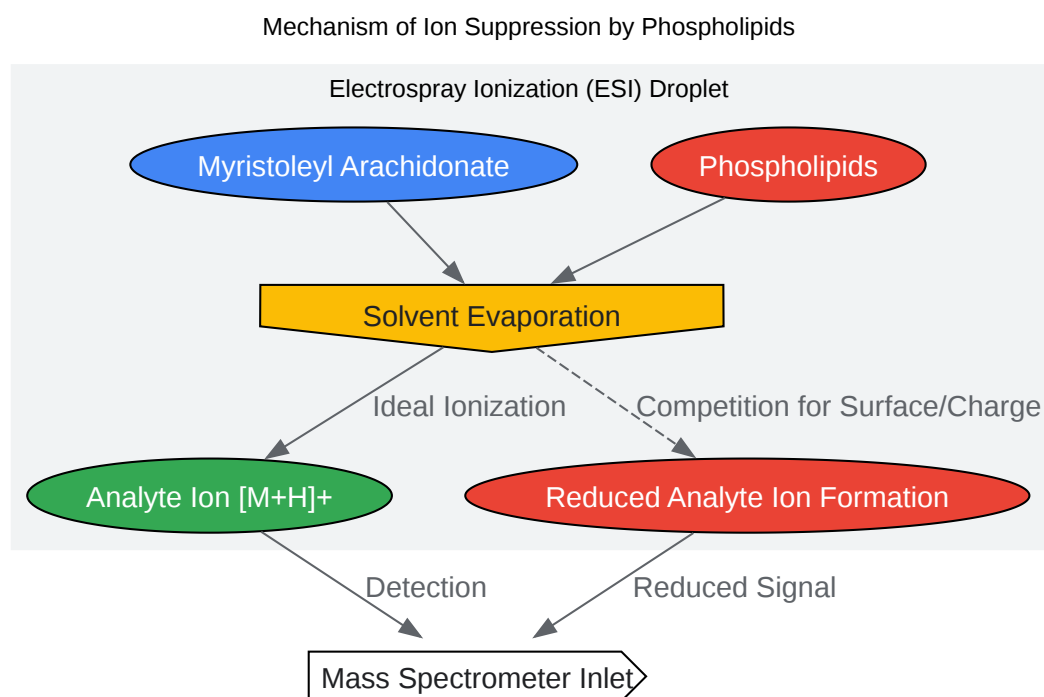 Mechanism of Ion Suppression by Phospholipids
Electrospray Ionization (ESI) Droplet
Myristoleyl Arachidonate
Phospholipids
Solvent Evaporation
Ideal Ionization
Competition for Surface/Charge
Analyte Ion [M+H]+
Reduced Analyte Ion Formation
Detection
Reduced Signal
Mass Spectrometer Inlet